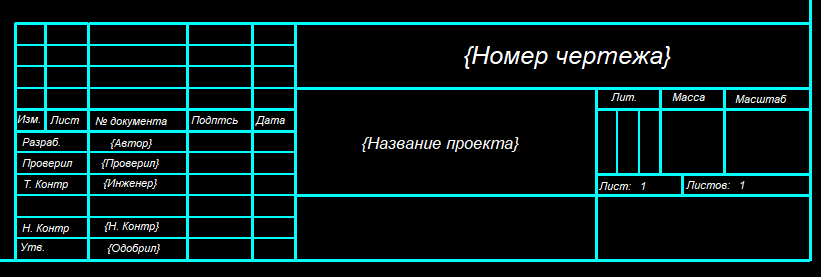 {Номер чертежа}
Лит. Масса Масштаб
Изм. Лист № документа Подптсь Дата
Разраб. {Автор} {Название проекта}
Проверил {Проверил}
Т. Контр {Инженер} Лист: 1 Листов: 1
Н. Контр {Н. Контр}
Утв. {Одобрил}